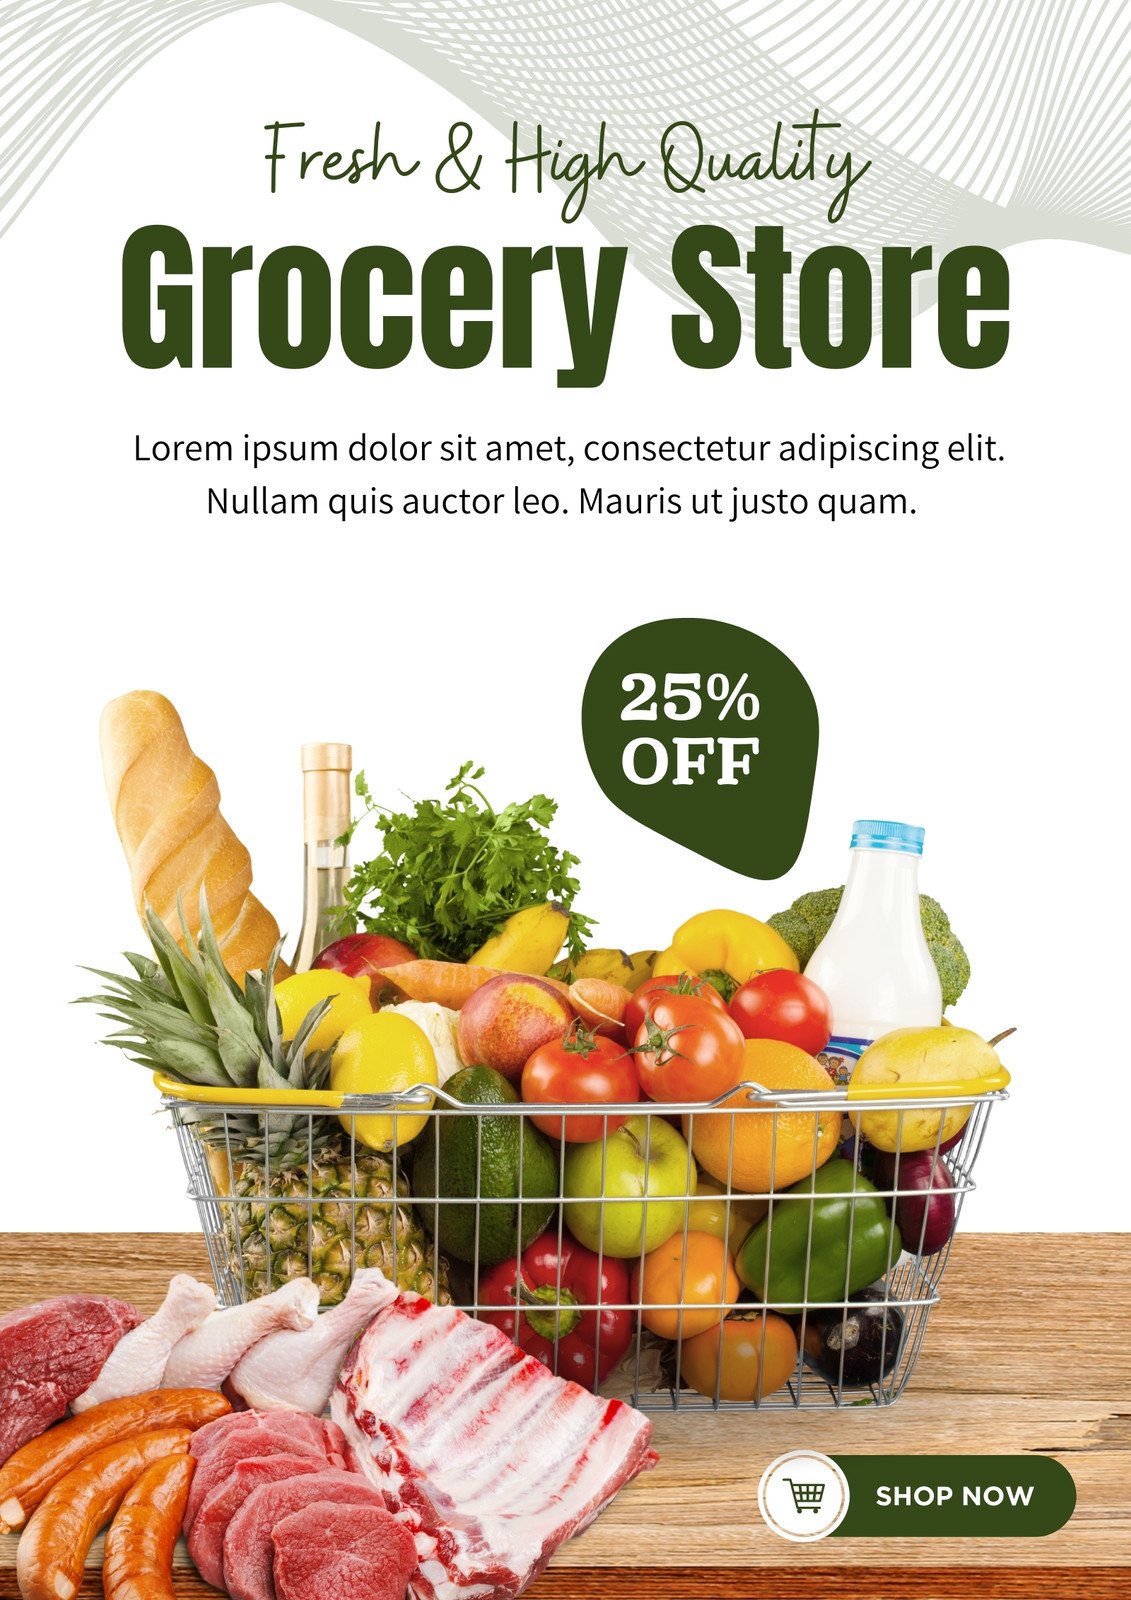 Fresh & High Quality
Grocery Store
Lorem ipsum dolor sit amet, consectetur adipiscing elit.
Nullam quis auctor leo. Mauris ut justo quam.
25%
OFF
SHOP NOW